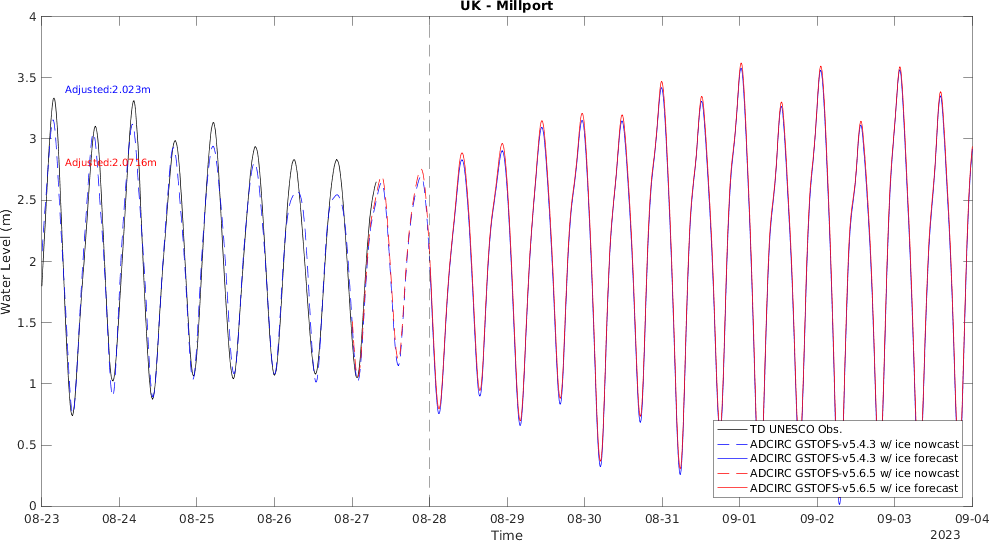 UK - Millport
4
3.5
3
2.5
2
1.5
1
0.5
0
Water Level (m)
Adjusted:2.023m
Adjusted:2.0716m
TD UNESCO Obs.
ADCIRC GSTOFS-v5.4.3 w/ ice nowcast
ADCIRC GSTOFS-v5.4.3 w/ ice forecast
ADCIRC GSTOFS-v5.6.5 w/ ice nowcast
ADCIRC GSTOFS-v5.6.5 w/ ice forecast
08-23 08-24 08-25 08-26 08-27 08-28 08-29 08-30 08-31 09-01 09-02 09-03 09-04
Time
2023